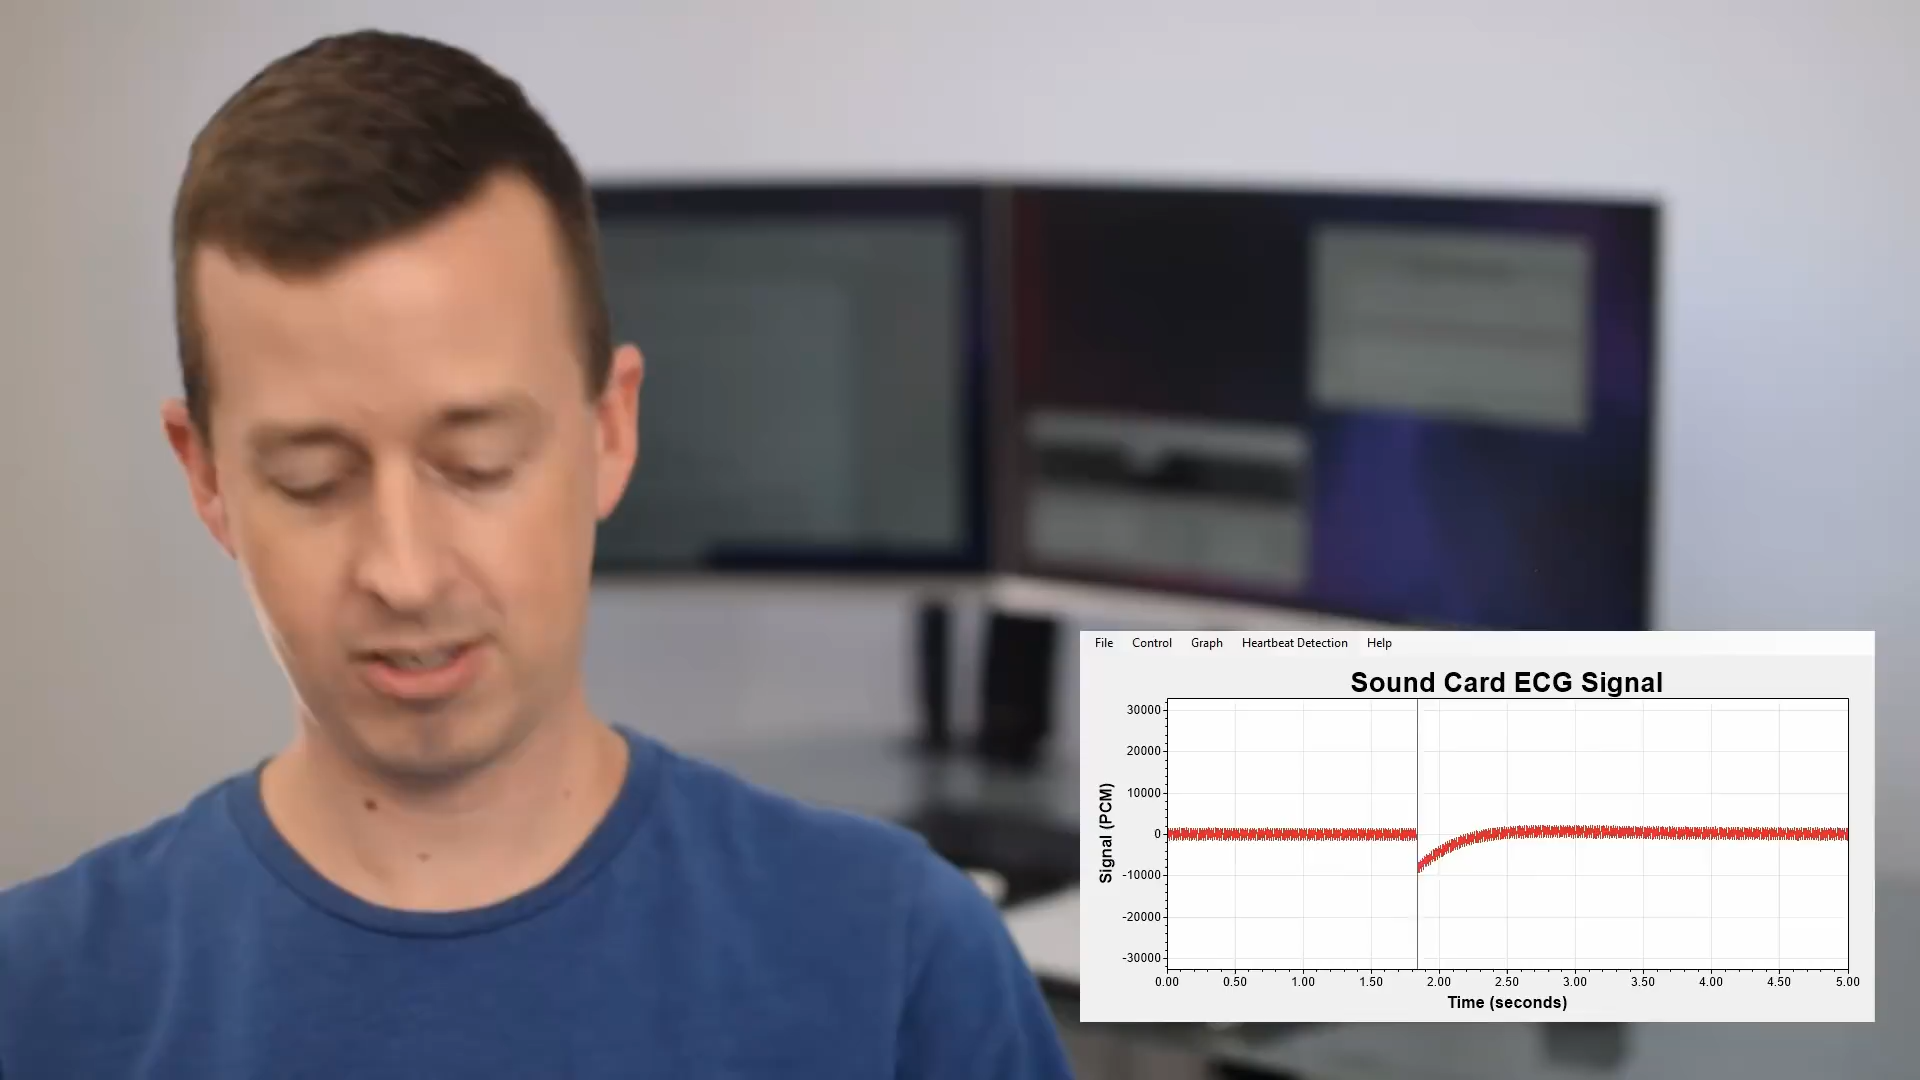 File Control Graph Heartbeat Detection Help
Sound Card ECG Signal
30000
20000
10000
0
-10000
-20000
-30000
Signal (PCM)
0.00 0.50 1.00 1.50 2.00 2.50 3.00 3.50 4.00 4.50 5.00
Time (seconds)